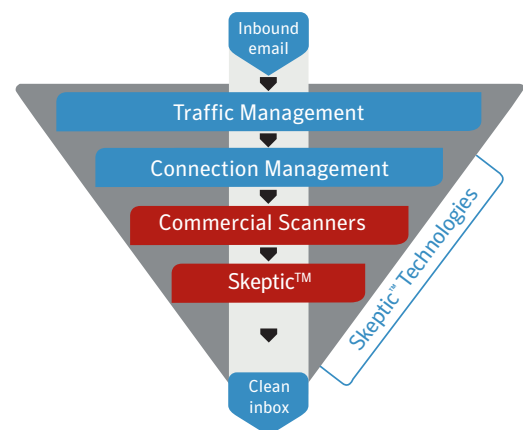 Inbound
email
Traffic Management
Connection Management
Commercial Scanners
Skeptic™
Skeptic™ Technologies
Clean
inbox